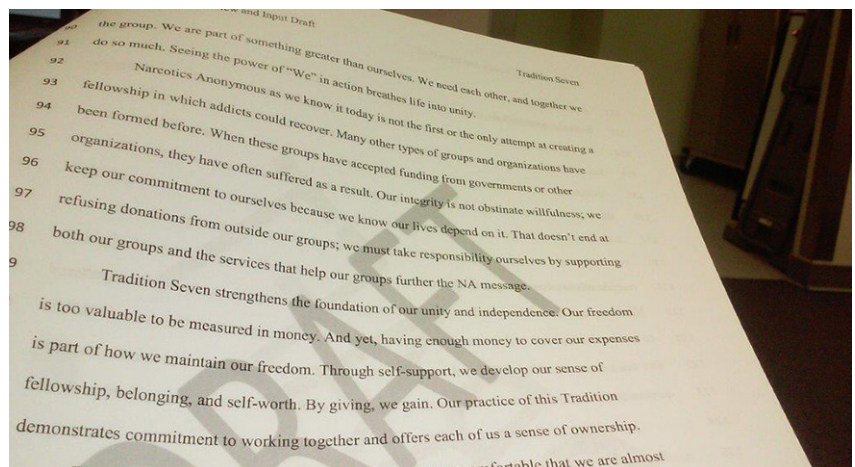 and Input Draft
Tradition Seven
90 the group. We are part of something greater than ourselves. We need each other, and together we
91 do so much. Seeing the power of “We” in action breathes life into unity.
92 Narcotics Anonymous as we know it today is not the first or the only attempt at creating a
93 fellowship in which addicts could recover. Many other types of groups and organizations have
94 been formed before. When these groups have accepted funding from governments or other
95 organizations, they have often suffered as a result. Our integrity is not obstinate willfulness; we
96 keep our commitment to ourselves because we know our lives depend on it. That doesn’t end at
97 refusing donations from outside our groups; we must take responsibility ourselves by supporting
98 both our groups and the services that help our groups further the NA message.
9 Tradition Seven strengthens the foundation of our unity and independence. Our freedom
is too valuable to be measured in money. And yet, having enough money to cover our expenses
is part of how we maintain our freedom. Through self-support, we develop our sense of
fellowship, belonging, and self-worth. By giving, we gain. Our practice of this Tradition
demonstrates commitment to working together and offers each of us a sense of ownership.
that we are almost
DRAFT